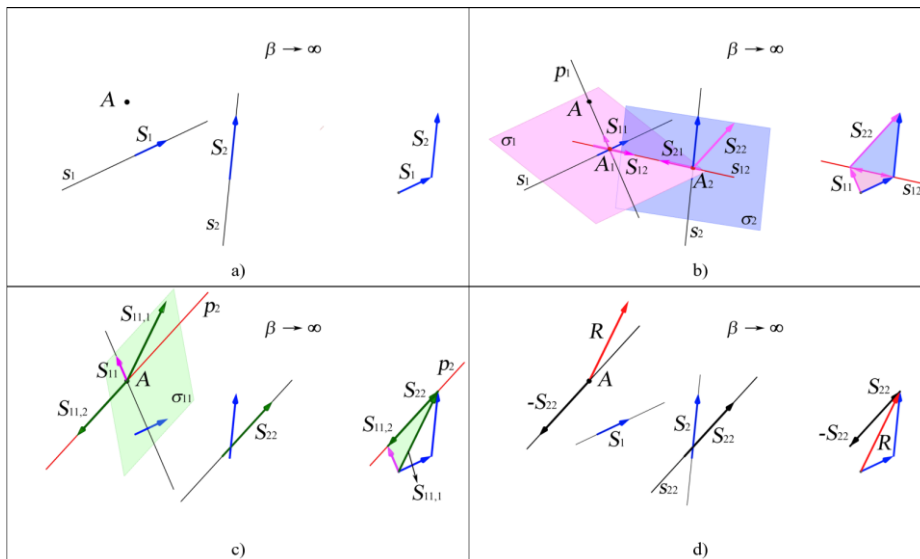 β → ∞
A
S1
S2
s1
s2
S2
S1
a)
β → ∞
p1
A
σ1
S11
S22
S21
S12
s12
A1
A2
s1
s2
σ2
S22
S11
s12
b)
S11,1
p2
β → ∞
S11
A
S11,2
σ11
S22
p2
S22
S11,2
S11,1
c)
R
β → ∞
A
-S22
S1
S2
S22
s22
S22
-S22
R
d)